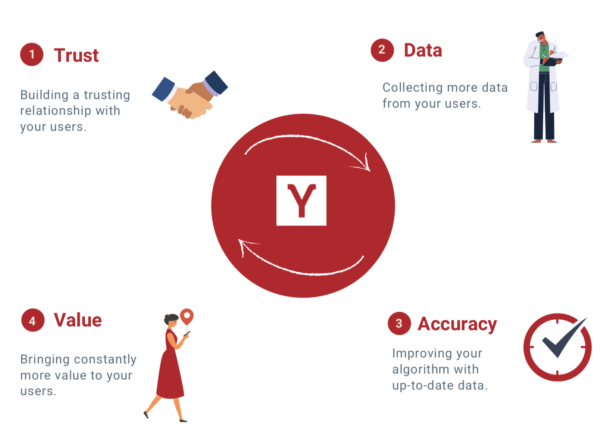 1 Trust
Building a trusting
relationship with
your users.
2 Data
Collecting more data
from your users.
Y
3 Accuracy
Improving your
algorithm with
up-to-date data.
4 Value
Bringing constantly
more value to your
users.